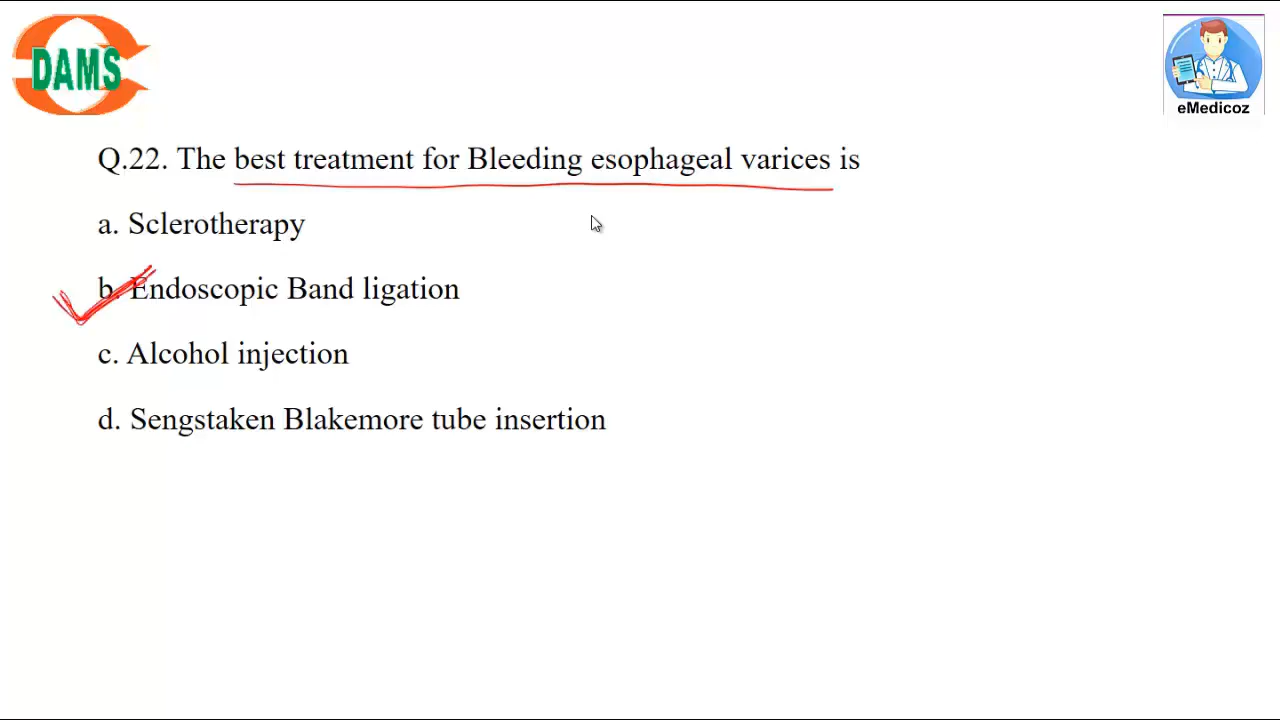 DAMS
eMedicoz
Q.22. The best treatment for Bleeding esophageal varices is
a. Sclerotherapy
b. Endoscopic Band ligation
c. Alcohol injection
d. Sengstaken Blakemore tube insertion